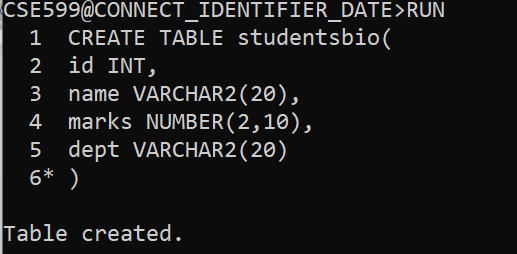 CSE599@CONNECT_IDENTIFIER_DATE>RUN
1 CREATE TABLE studentsbio(
2 id INT,
3 name VARCHAR2(20),
4 marks NUMBER(2,10),
5 dept VARCHAR2(20)
6* )
Table created.